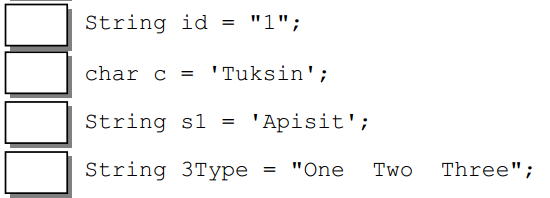 String id = "1";
char c = 'Tuksin';
String s1 = 'Apisit';
String 3Type = "One  Two  Three";